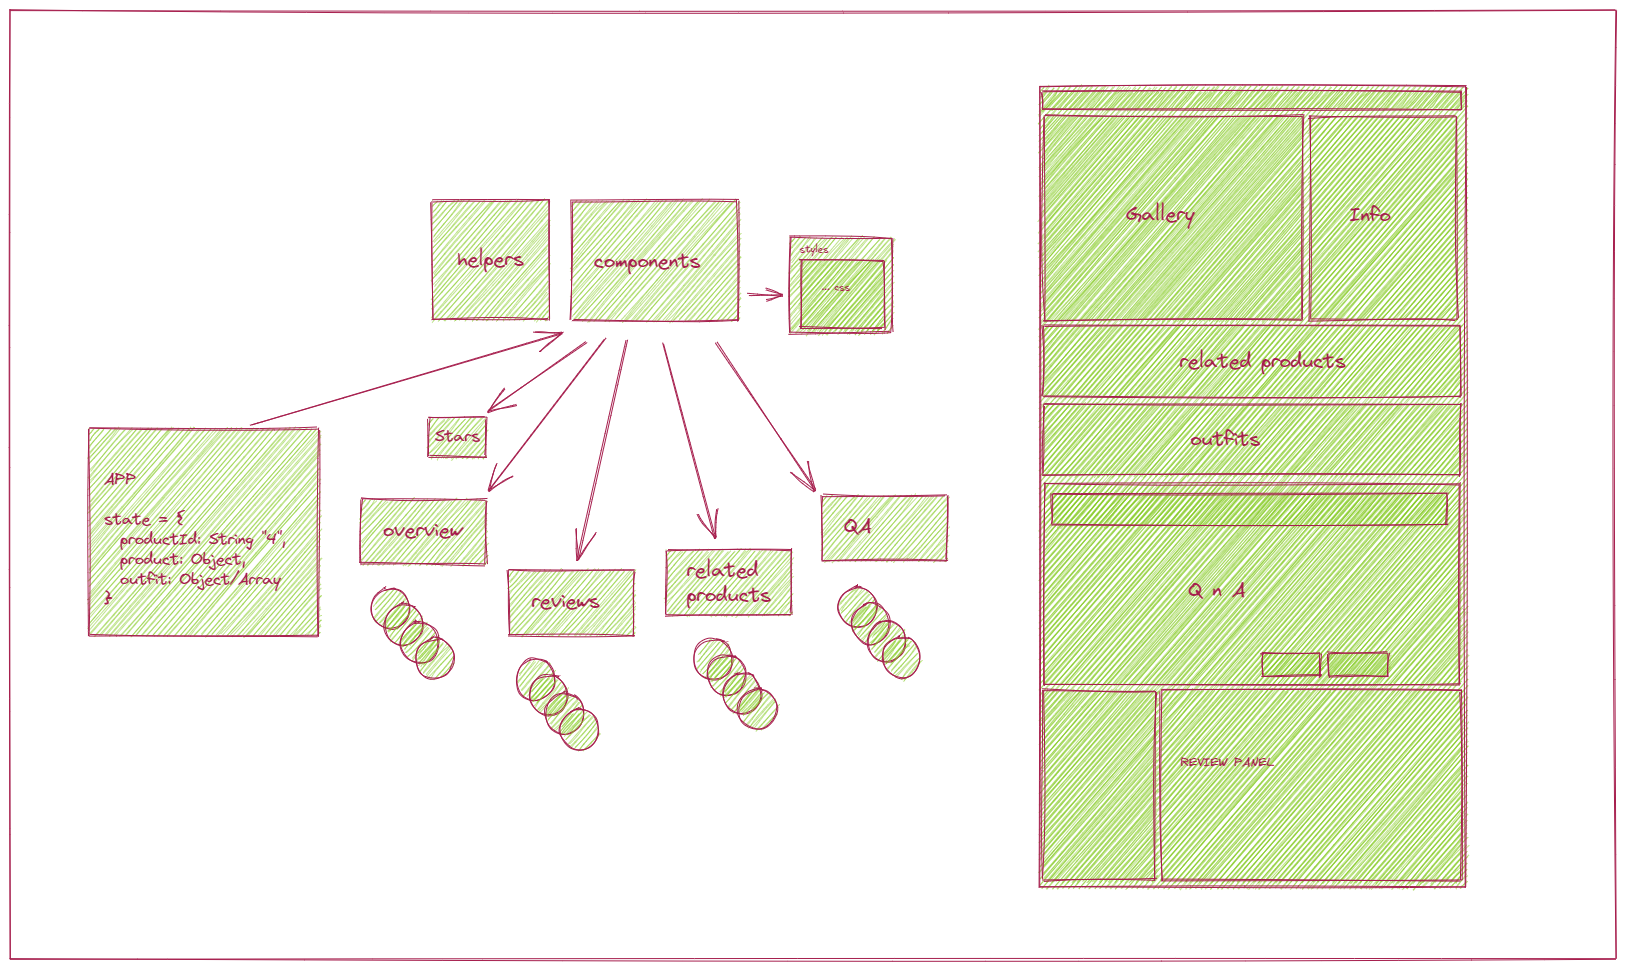 helpers
components
styles
... css
Stars
APP
state = {
productId: String "4",
product: Object,
outfit: Object/Array
}
overview
reviews
related
products
QA
Gallery
Info
related products
outfits
Q n A
REVIEW PANEL